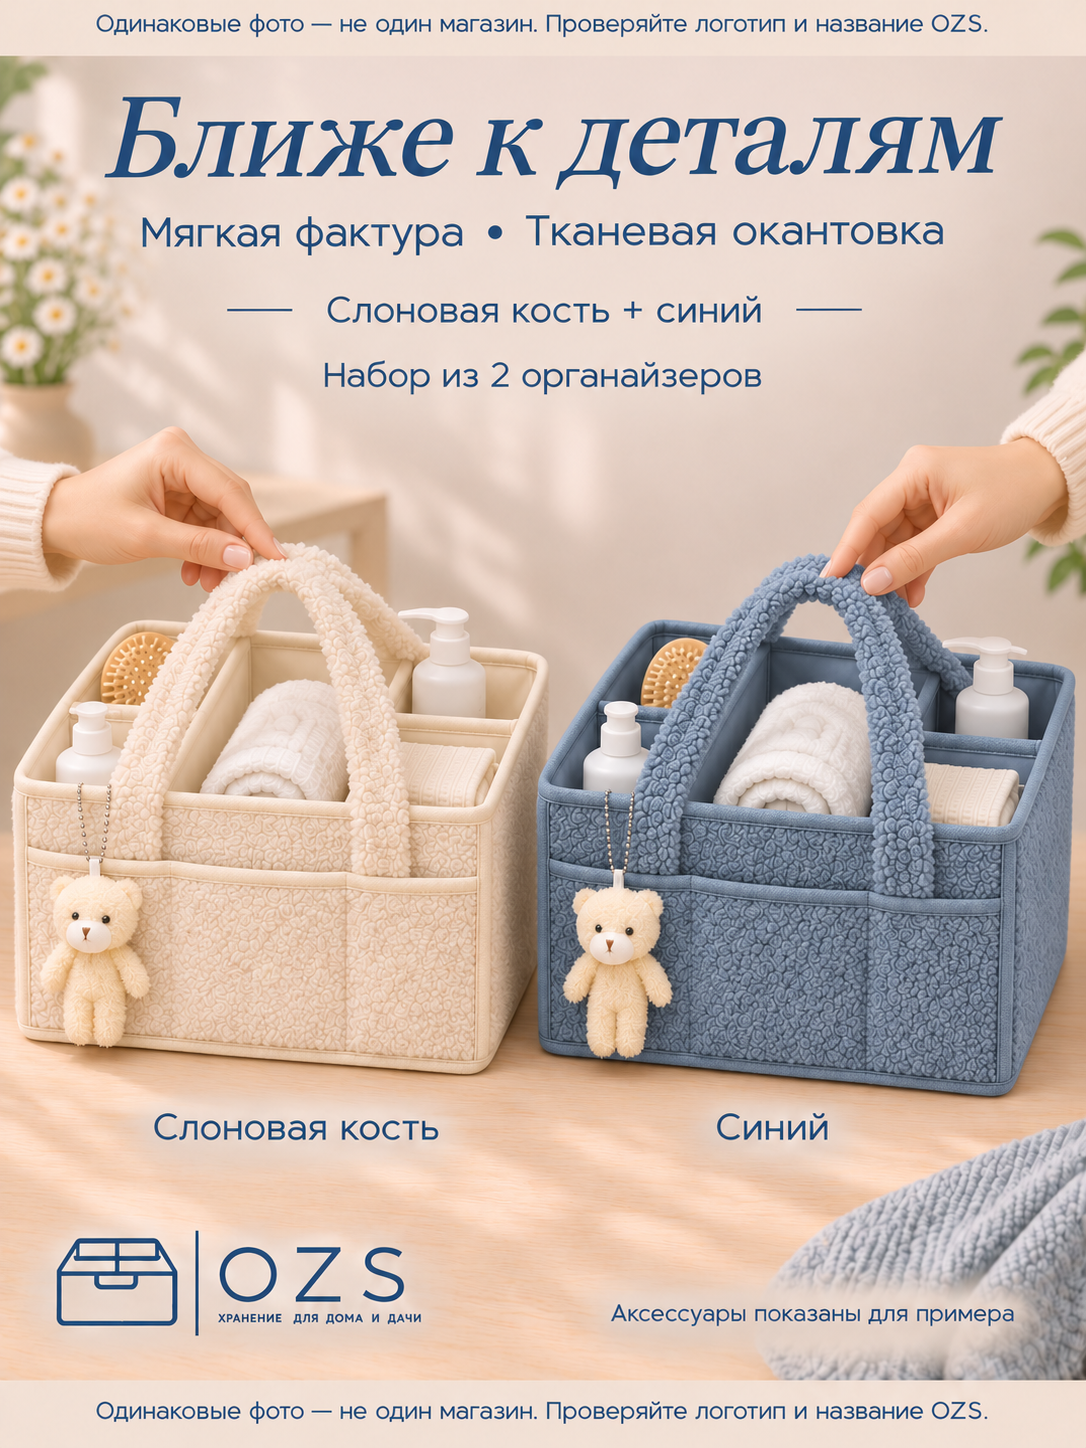 Одинаковые фото — не один магазин. Проверяйте логотип и название OZS.
Ближе к деталям
Мягкая фактура • Тканевая окантовка
Слоновая кость + синий
Набор из 2 органайзеров
Слоновая кость
Синий
OZS
ХРАНЕНИЕ ДЛЯ ДОМА И ДАЧИ
Аксессуары показаны для примера
Одинаковые фото — не один магазин. Проверяйте логотип и название OZS.